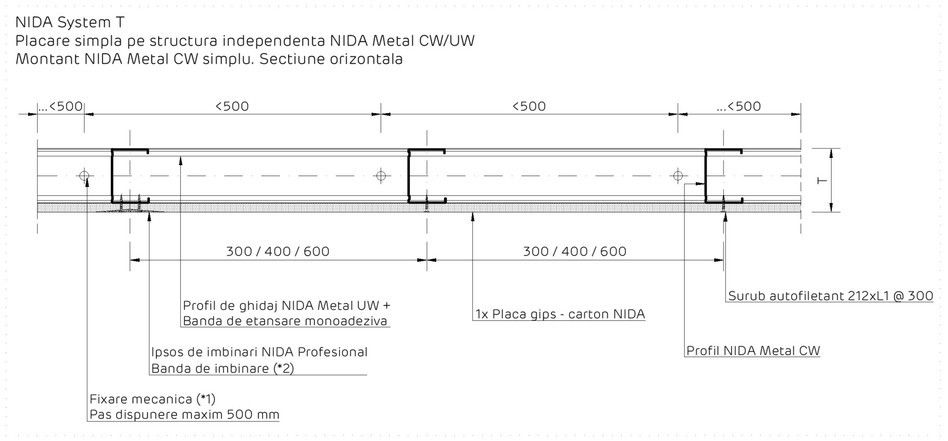 NIDA System T
Placare simpla pe structura independenta NIDA Metal CW/UW
Montant NIDA Metal CW simplu. Sectiune orizontala
...<500
<500
<500
...<500
T
300 / 400 / 600
300 / 400 / 600
Surub autofiletant 212xL1 @ 300
Profil de ghidaj NIDA Metal UW +
Banda de etansare monoadeziva
1x Placa gips - carton NIDA
Ipsos de imbinari NIDA Profesional
Banda de imbinare (*2)
Profil NIDA Metal CW
Fixare mecanica (*1)
Pas dispunere maxim 500 mm